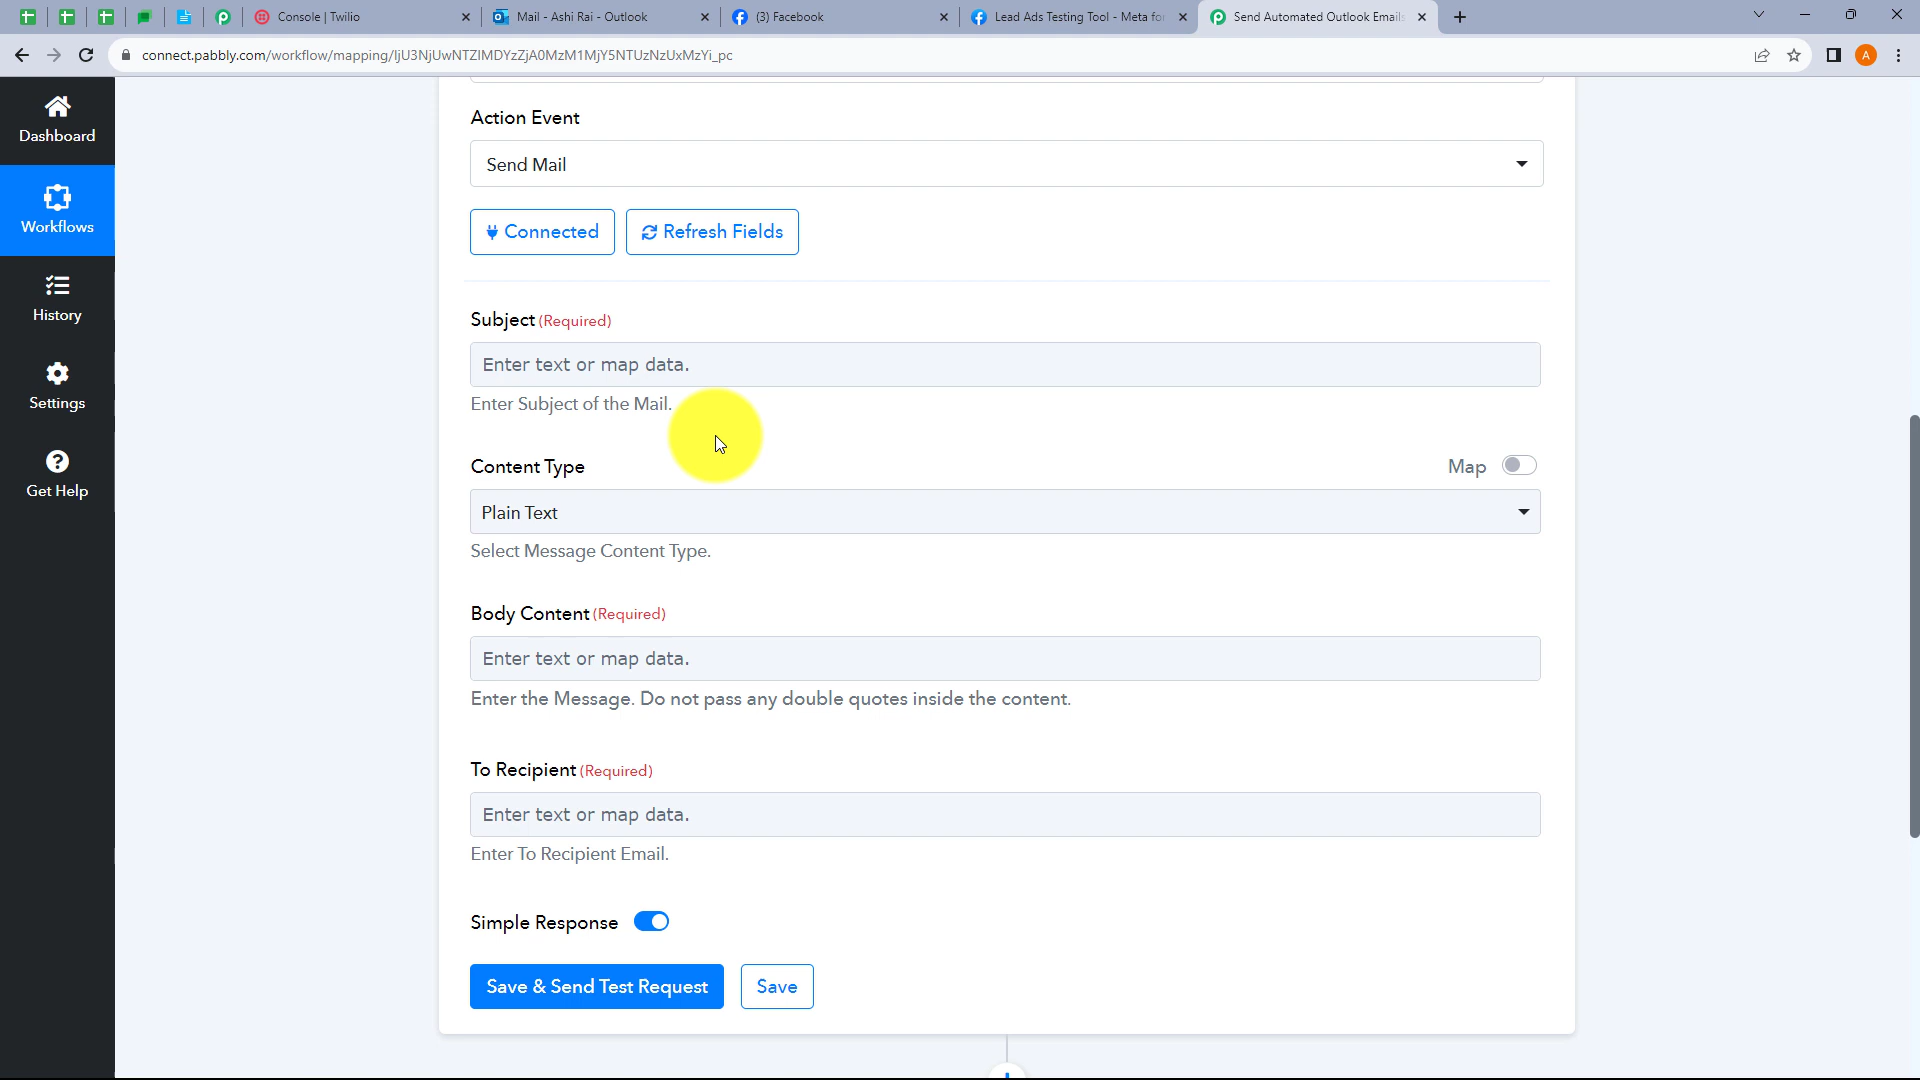 Console | Twilio
Mail - Ashi Rai - Outlook
(3) Facebook
Lead Ads Testing Tool - Meta fo
Send Automated Outlook Emails
connect.pabbly.com/workflow/mapping/
A
Dashboard
Workflows
History
Settings
Get Help
Action Event
Send Mail
Connected
Refresh Fields
Subject (Required)
Enter text or map data.
Enter Subject of the Mail.
Content Type
Map
Plain Text
Select Message Content Type.
Body Content (Required)
Enter text or map data.
Enter the Message. Do not pass any double quotes inside the content.
To Recipient (Required)
Enter text or map data.
Enter To Recipient Email.
Simple Response
Save & Send Test Request
Save